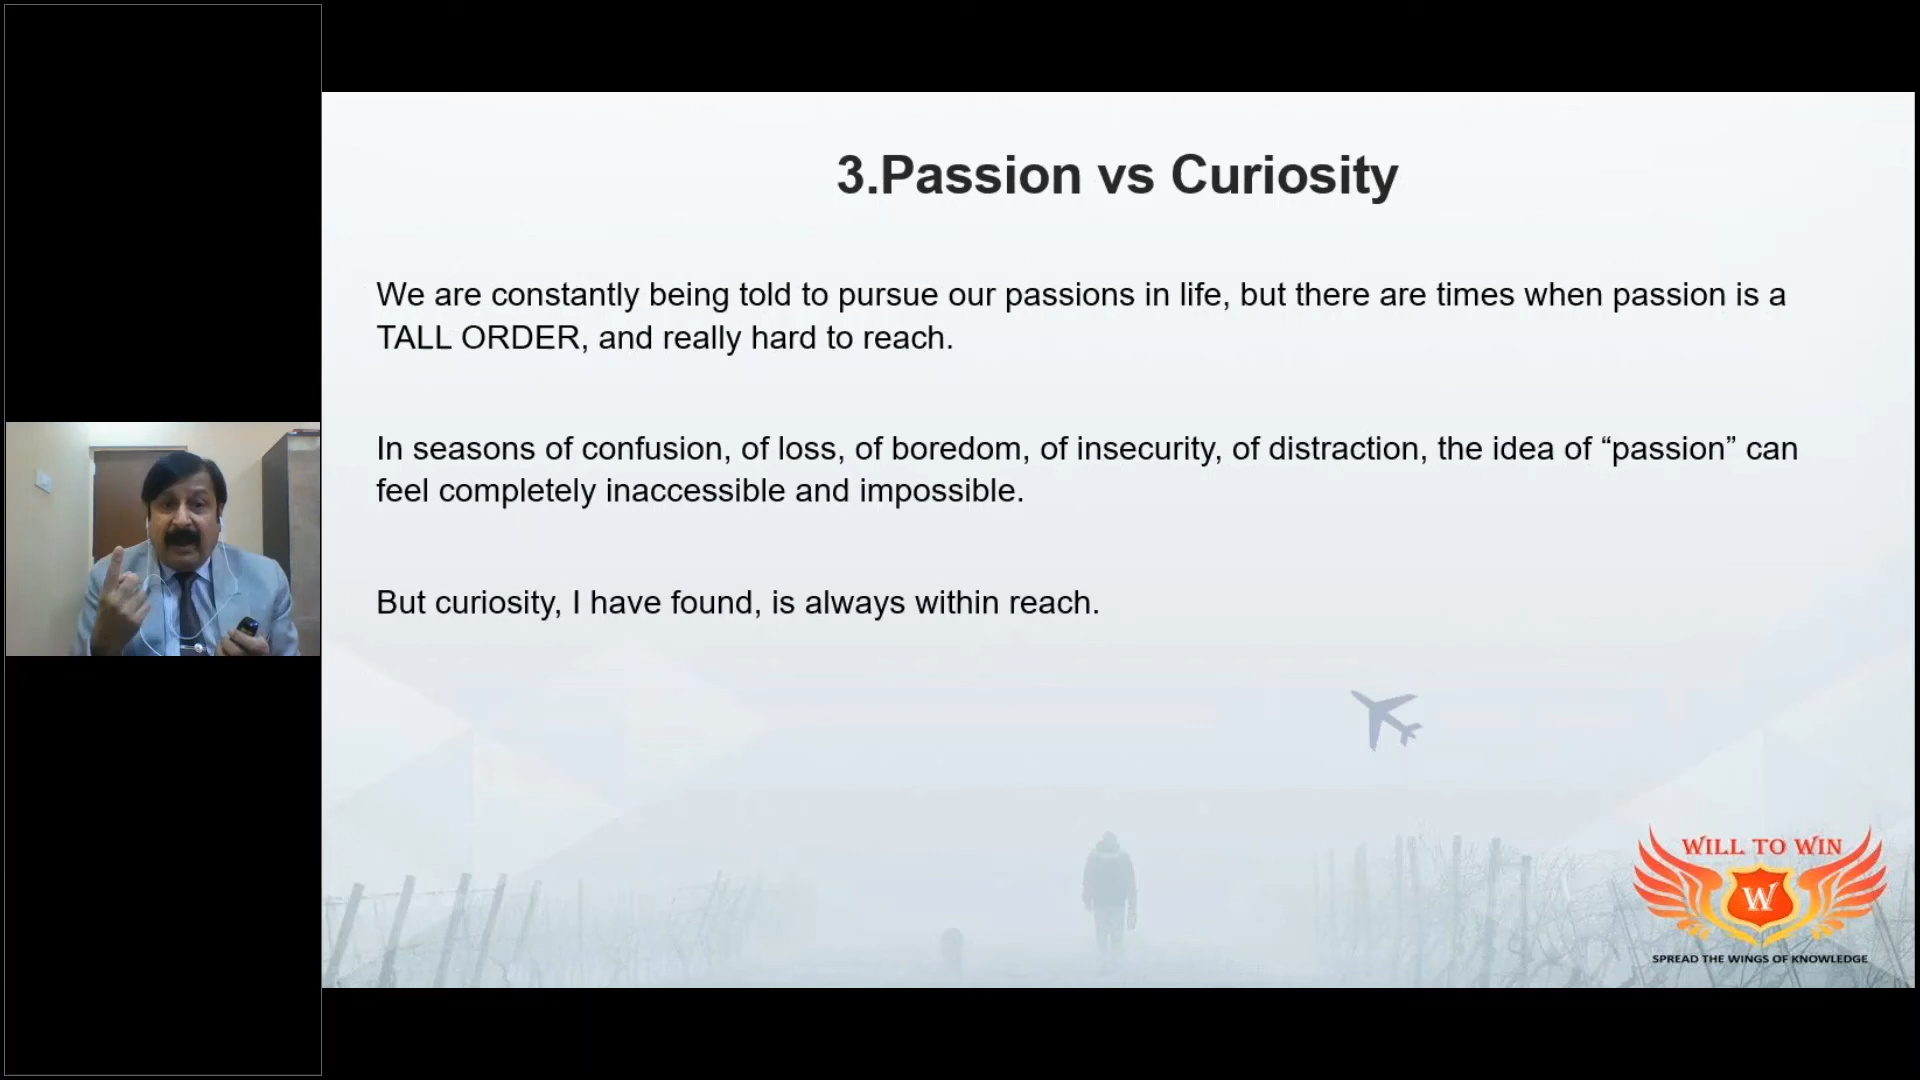 3.Passion vs Curiosity
We are constantly being told to pursue our passions in life, but there are times when passion is a
TALL ORDER, and really hard to reach.
In seasons of confusion, of loss, of boredom, of insecurity, of distraction, the idea of “passion” can
feel completely inaccessible and impossible.
But curiosity, I have found, is always within reach.
WILL TO WIN
W
SPREAD THE WINGS OF KNOWLEDGE